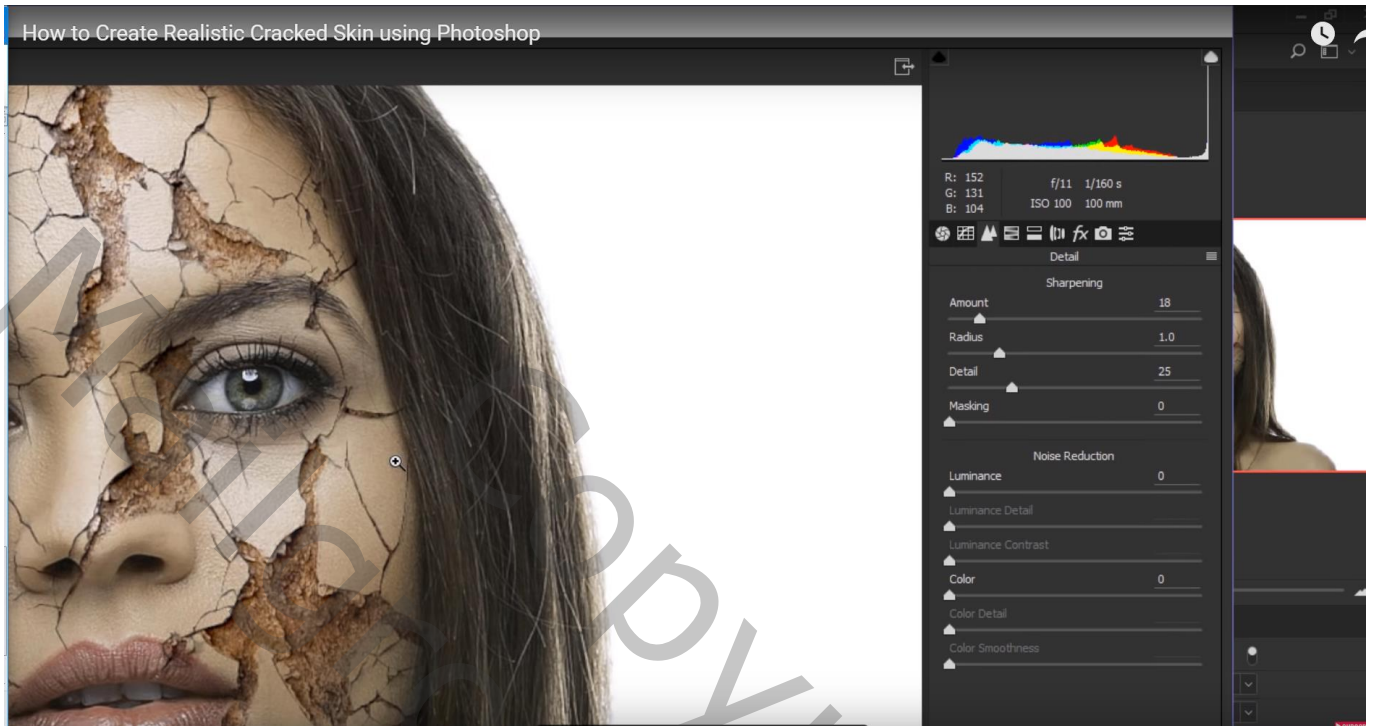 How to Create Realistic Cracked Skin using Photoshop
R: 152
G: 131
B: 104
f/11 1/160 s
ISO 100 100 mm
fx
Detail
Sharpening
Amount 18
Radius 1.0
Detail 25
Masking 0
Noise Reduction
Luminance 0
Luminance Detail
Luminance Contrast
Color 0
Color Detail
Color Smoothness